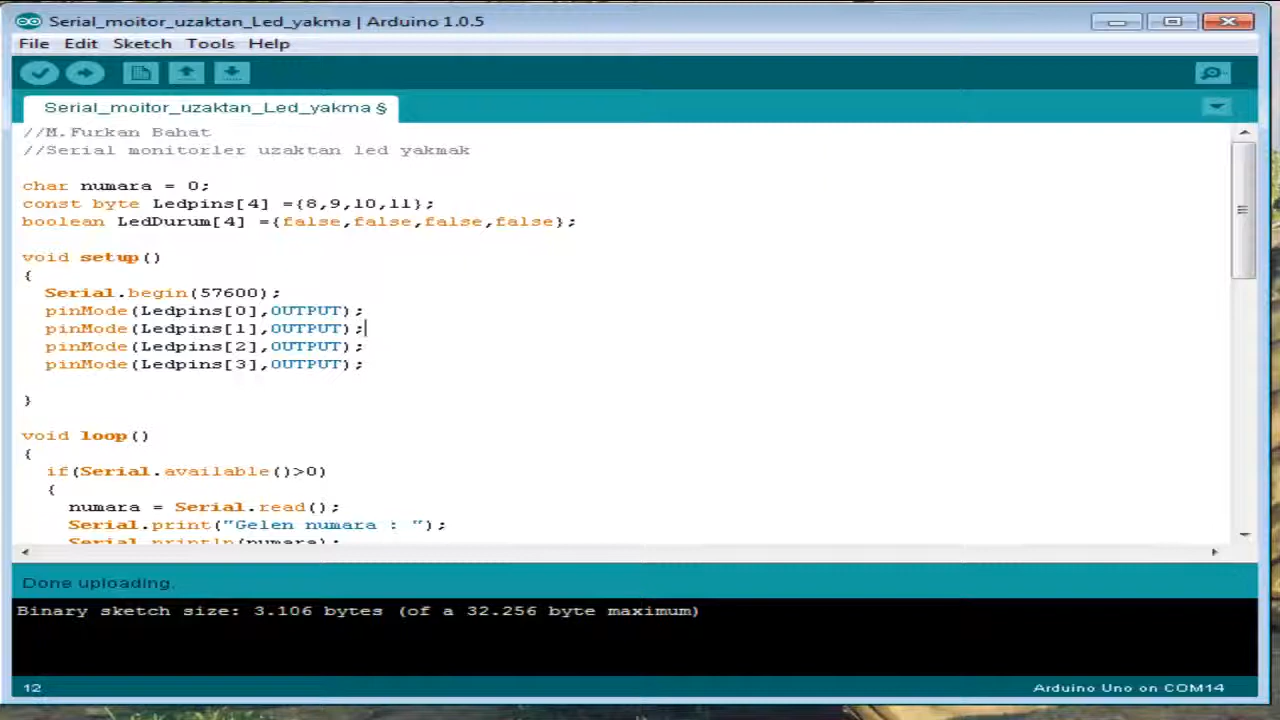 Serial_moitor_uzaktan_Led_yakma | Arduino 1.0.5
File Edit Sketch Tools Help
Serial_moitor_uzaktan_Led_yakma §
//M.Furkan Bahat
//Serial monitorler uzaktan led yakmak
char numara = 0;
const byte Ledpins[4] ={8,9,10,11};
boolean LedDurum[4] ={false,false,false,false};
void setup()
{
Serial.begin(57600);
pinMode(Ledpins[0],OUTPUT);
pinMode(Ledpins[1],OUTPUT);
pinMode(Ledpins[2],OUTPUT);
pinMode(Ledpins[3],OUTPUT);
}
void loop()
{
if(Serial.available()>0)
{
numara = Serial.read();
Serial.print("Gelen numara : ");
Serial.println(numara);
Done uploading.
Binary sketch size: 3.106 bytes (of a 32.256 byte maximum)
12
Arduino Uno on COM14